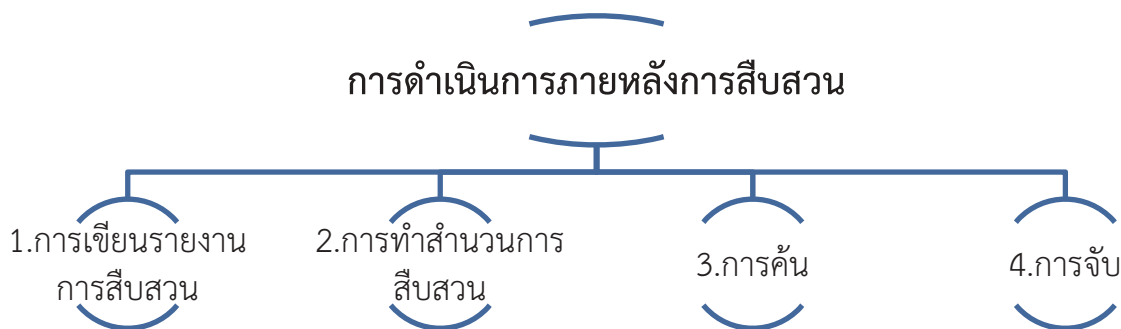 การดำเนินการภายหลังการสืบสวน
1.การเขียนรายงาน
การสืบสวน
2.การทำสำนวนการ
สืบสวน
3.การค้น
4.การจับ